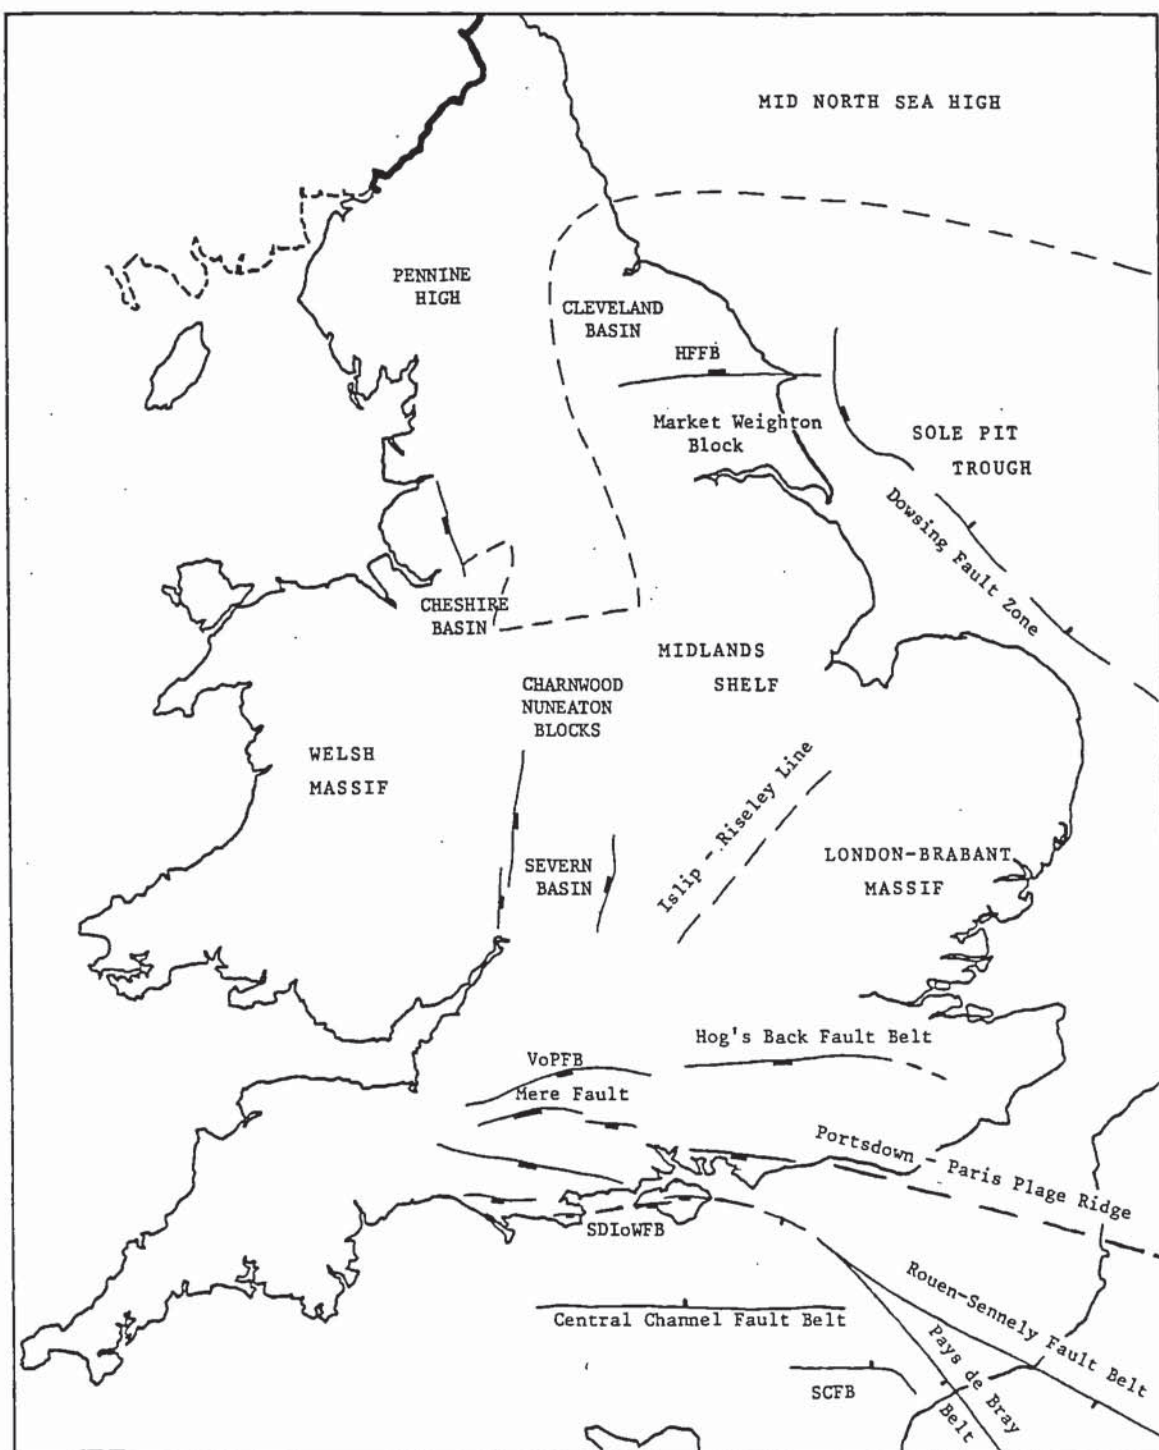 MID NORTH SEA HIGH
PENNINE
HIGH
CLEVELAND
BASIN
HFFB
Market Weighton
Block
SOLE PIT
TROUGH
Dowsing Fault Zone
CHESHIRE
BASIN
MIDLANDS
SHELF
CHARNWOOD
NUNEATON
BLOCKS
WELSH
MASSIF
Islip - Riseley Line
SEVERN
BASIN
LONDON-BRABANT
MASSIF
Hog's Back Fault Belt
VoPFB
Mere Fault
Portsdown - Paris Plage Ridge
SDIoWFB
Rouen-Sennely Fault Belt
Central Channel Fault Belt
Pays de Bray
Belt
SCFB